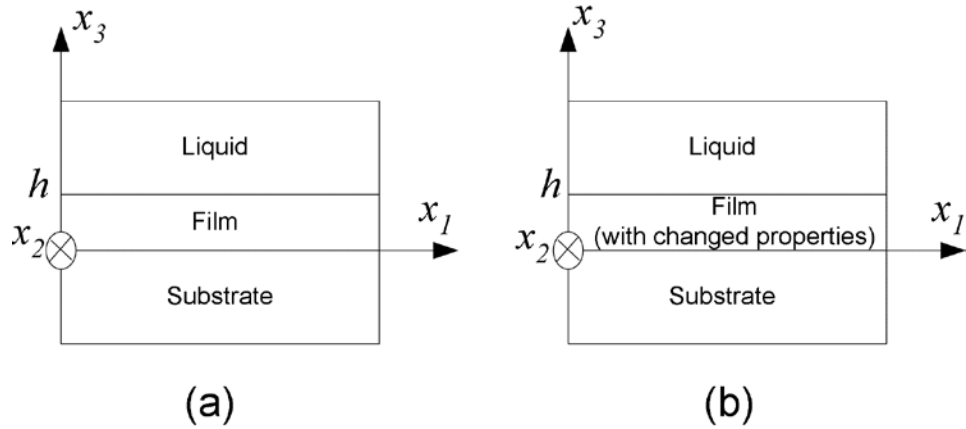 x3
Liquid
h
Film
x2
x1
Substrate
(a)
x3
Liquid
h
Film
(with changed properties)
x2
x1
Substrate
(b)